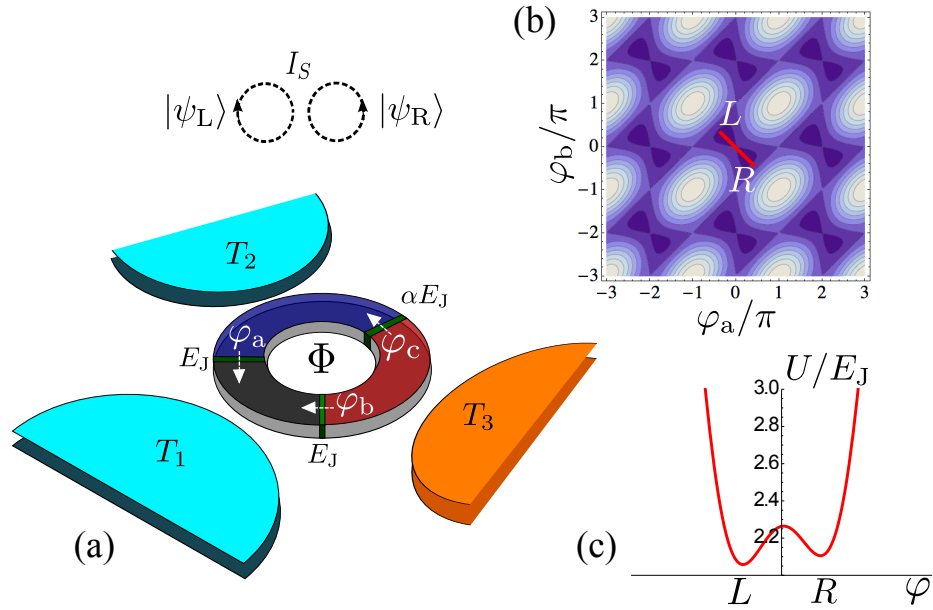 (b)
I_S
|ψ_L⟩ |ψ_R⟩
T_2
αE_J
φ_a
φ_c
E_J
Φ
φ_b
E_J
T_1
T_3
(a)
φ_b/π
3
2
1
0
−1
−2
−3
L
R
−3 −2 −1 0 1 2 3
φ_a/π
U/E_J
3.0
2.8
2.6
2.4
2.2
(c)
L R φ